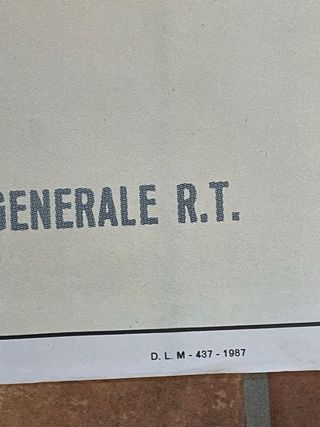 GENERALE R.T.
D. L. M - 437 - 1987